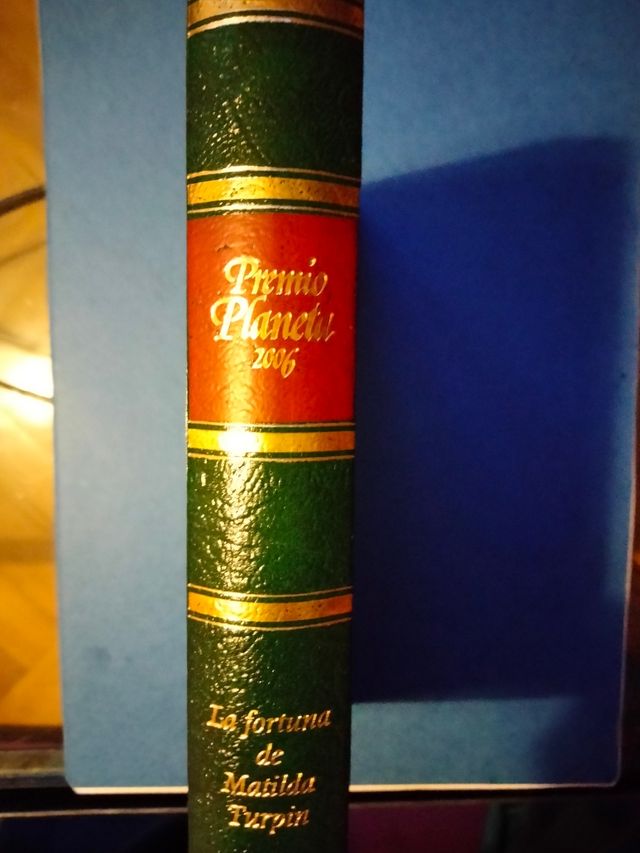 Premio
Planeta
2006
La fortuna
de
Matilda
Turpin